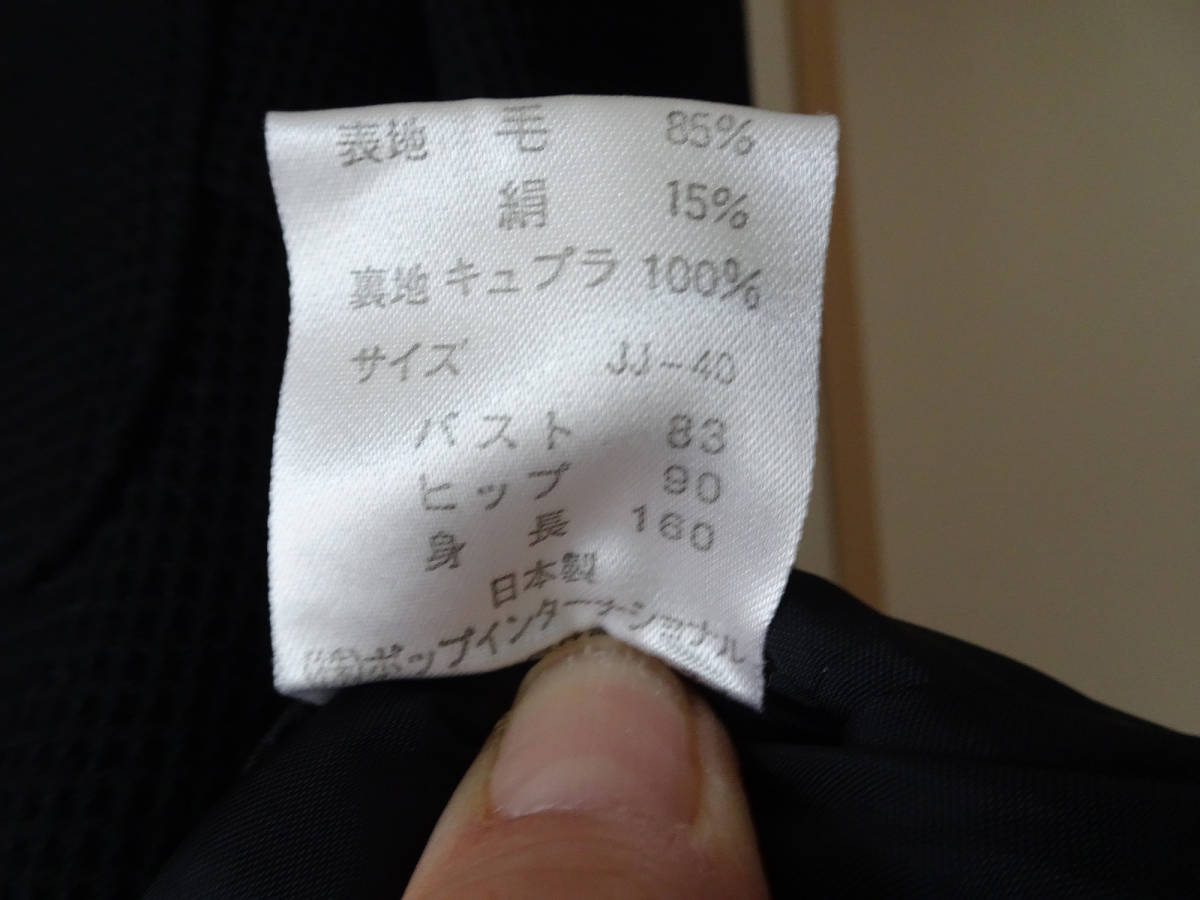 表地 毛 85%
絹 15%
裏地 キュプラ 100%
サイズ JJ-40
バスト 83
ヒップ 90
身長 160
日本製
(株)ポップインターナショナル